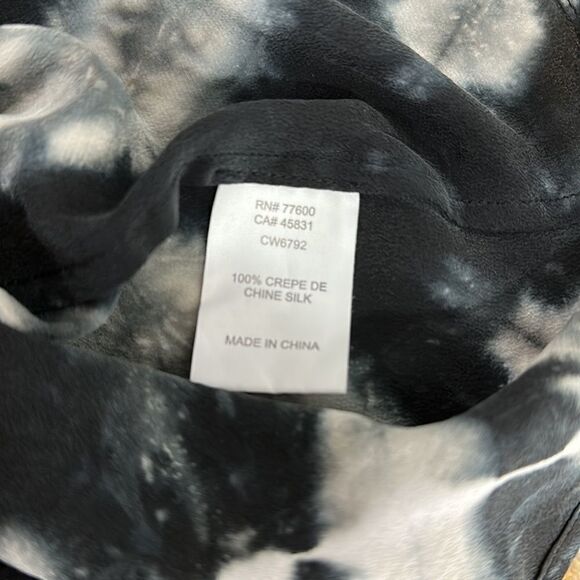 RN# 77600
CA# 45831
CW6792
100% CREPE DE
CHINE SILK
MADE IN CHINA